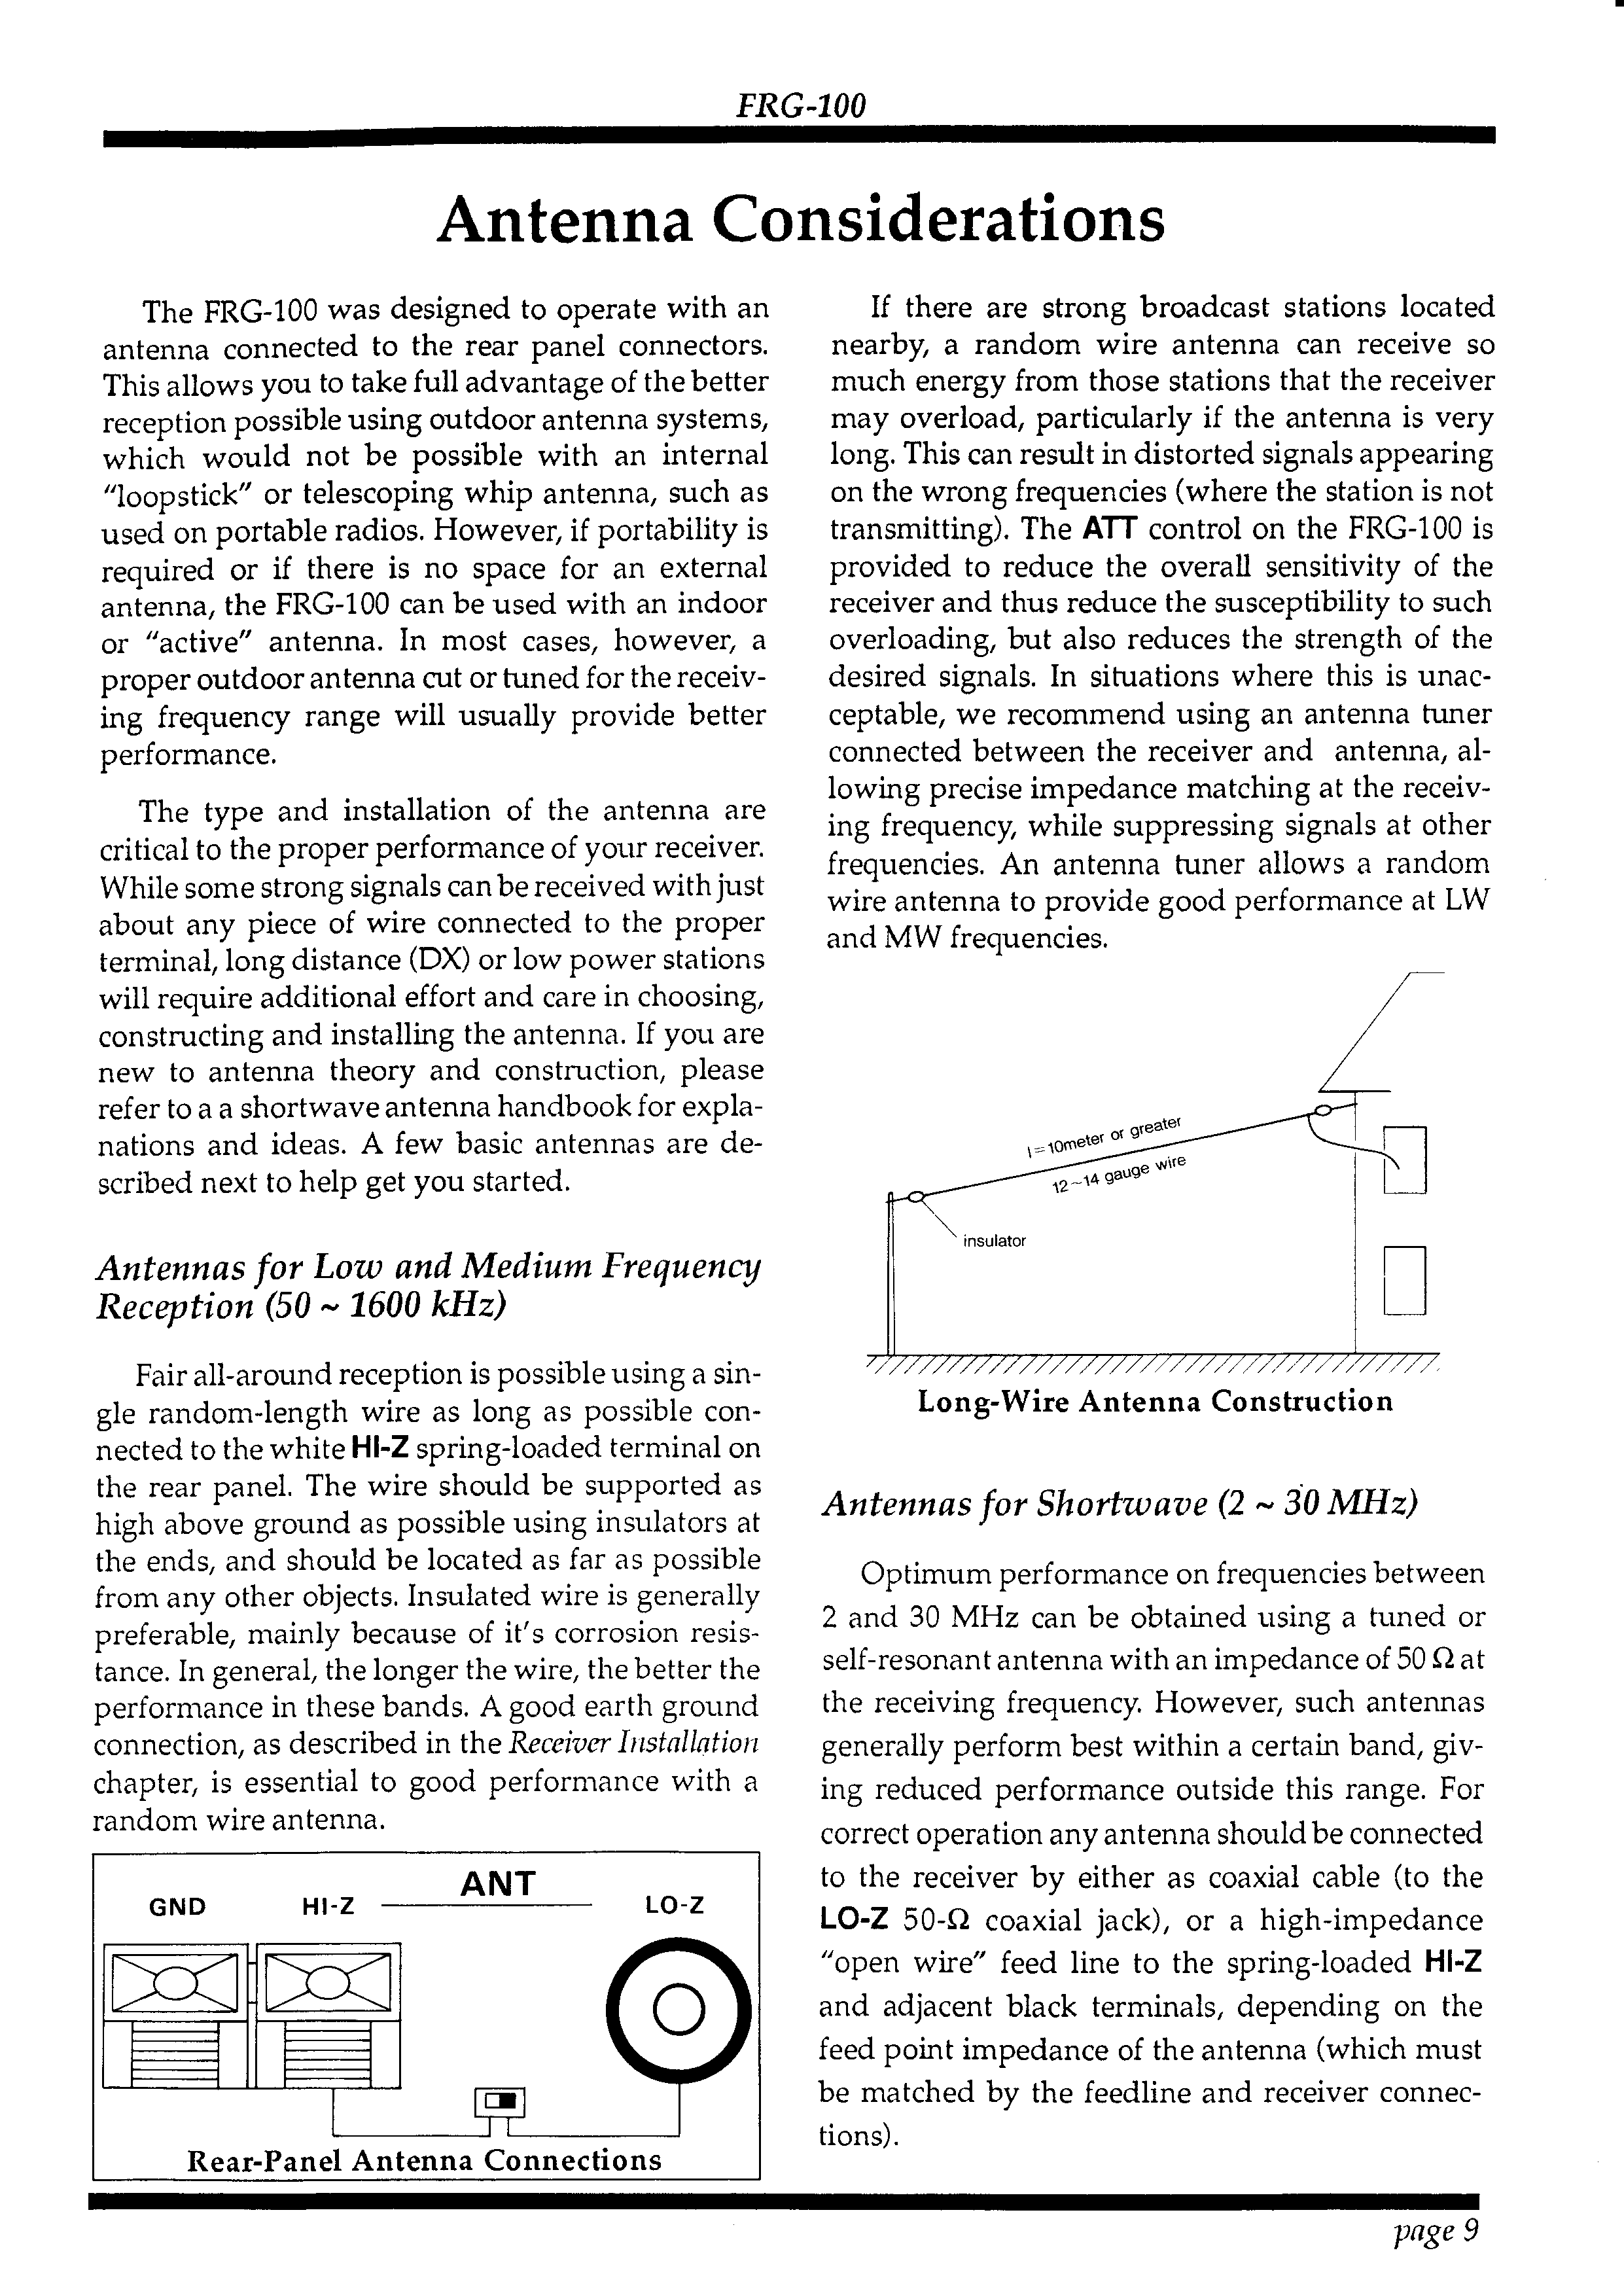 FRG-100
Antenna Considerations
The FRG-100 was designed to operate with an
antenna connected to the rear panel connectors.
This allows you to take full advantage of the better
reception possible using outdoor antenna systems,
which would not be possible with an internal
"loopstick" or telescoping whip antenna, such as
used on portable radios. However, if portability is
required or if there is no space for an external
antenna, the FRG-100 can be used with an indoor
or "active" antenna. In most cases, however, a
proper outdoor antenna cut or tuned for the receiv-
ing frequency range will usually provide better
performance.
The type and installation of the antenna are
critical to the proper performance of your receiver.
While some strong signals can be received with just
about any piece of wire connected to the proper
terminal, long distance (DX) or low power stations
will require additional effort and care in choosing,
constructing and installing the antenna. If you are
new to antenna theory and construction, please
refer to a a shortwave antenna handbook for expla-
nations and ideas. A few basic antennas are de-
scribed next to help get you started.
Antennas for Low and Medium Frequency
Reception (50 ~ 1600 kHz)
Fair all-around reception is possible using a sin-
gle random-length wire as long as possible con-
nected to the white HI-Z spring-loaded terminal on
the rear panel. The wire should be supported as
high above ground as possible using insulators at
the ends, and should be located as far as possible
from any other objects. Insulated wire is generally
preferable, mainly because of it's corrosion resis-
tance. In general, the longer the wire, the better the
performance in these bands. A good earth ground
connection, as described in the Receiver Installation
chapter, is essential to good performance with a
random wire antenna.
ANT
GND HI-Z LO-Z
Rear-Panel Antenna Connections
If there are strong broadcast stations located
nearby, a random wire antenna can receive so
much energy from those stations that the receiver
may overload, particularly if the antenna is very
long. This can result in distorted signals appearing
on the wrong frequencies (where the station is not
transmitting). The ATT control on the FRG-100 is
provided to reduce the overall sensitivity of the
receiver and thus reduce the susceptibility to such
overloading, but also reduces the strength of the
desired signals. In situations where this is unac-
ceptable, we recommend using an antenna tuner
connected between the receiver and antenna, al-
lowing precise impedance matching at the receiv-
ing frequency, while suppressing signals at other
frequencies. An antenna tuner allows a random
wire antenna to provide good performance at LW
and MW frequencies.
l=10meter or greater
12~14 gauge wire
insulator
Long-Wire Antenna Construction
Antennas for Shortwave (2 ~ 30 MHz)
Optimum performance on frequencies between
2 and 30 MHz can be obtained using a tuned or
self-resonant antenna with an impedance of 50 Ω at
the receiving frequency. However, such antennas
generally perform best within a certain band, giv-
ing reduced performance outside this range. For
correct operation any antenna should be connected
to the receiver by either as coaxial cable (to the
LO-Z 50-Ω coaxial jack), or a high-impedance
"open wire" feed line to the spring-loaded HI-Z
and adjacent black terminals, depending on the
feed point impedance of the antenna (which must
be matched by the feedline and receiver connec-
tions).
page 9